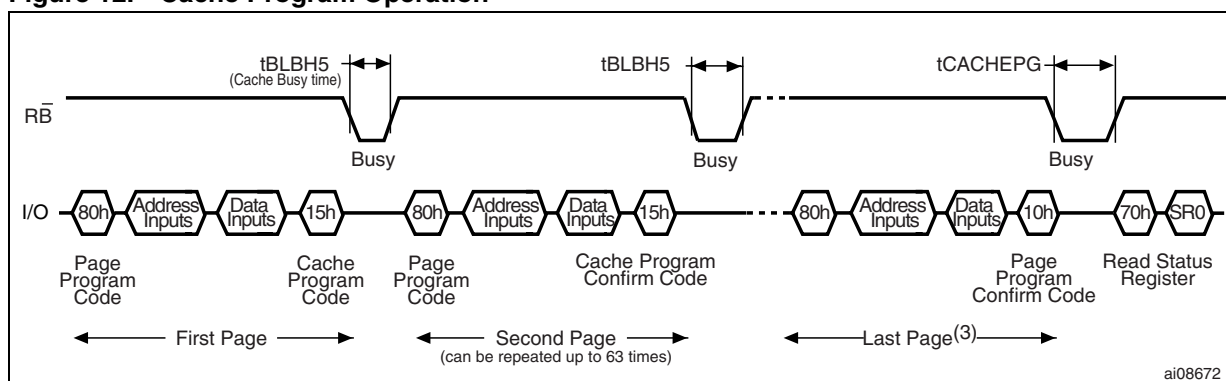 Figure 12. Cache Program Operation
tBLBH5
(Cache Busy time)
tBLBH5
tCACHEPG
RB
Busy
Busy
Busy
I/O
80h
Address
Inputs
Data
Inputs
15h
80h
Address
Inputs
Data
Inputs
15h
80h
Address
Inputs
Data
Inputs
10h
70h
SR0
Page
Program
Code
Cache
Program
Code
Page
Program
Code
Cache Program
Confirm Code
Page
Program
Confirm Code
Read Status
Register
First Page
Second Page
(can be repeated up to 63 times)
Last Page(3)
ai08672